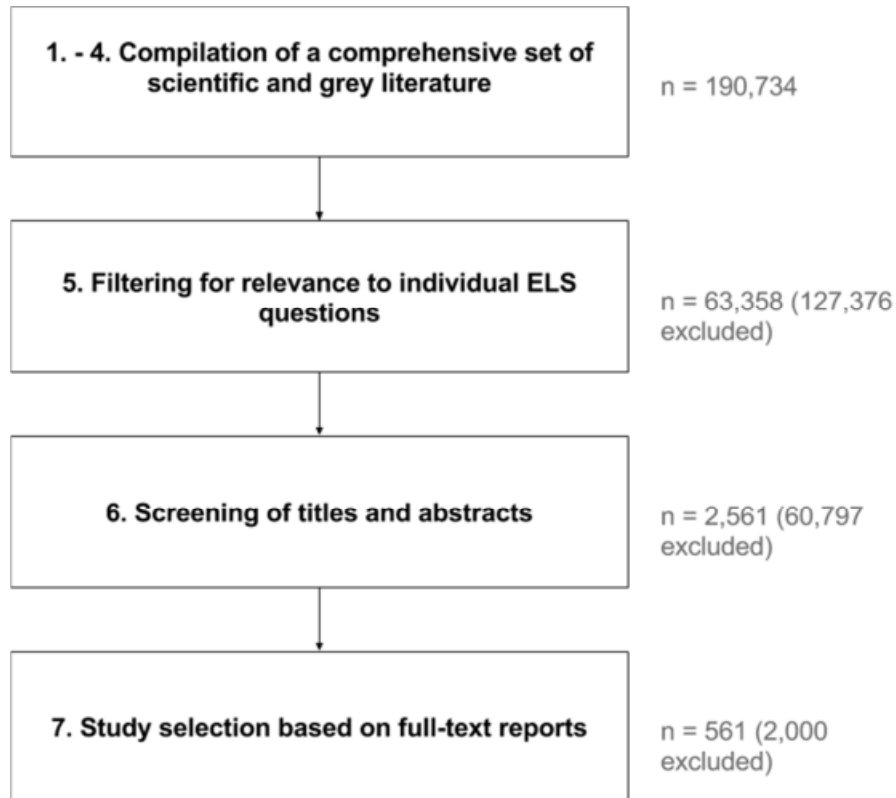 1. - 4. Compilation of a comprehensive set of
scientific and grey literature
n = 190,734
5. Filtering for relevance to individual ELS
questions
n = 63,358 (127,376
excluded)
6. Screening of titles and abstracts
n = 2,561 (60,797
excluded)
7. Study selection based on full-text reports
n = 561 (2,000
excluded)